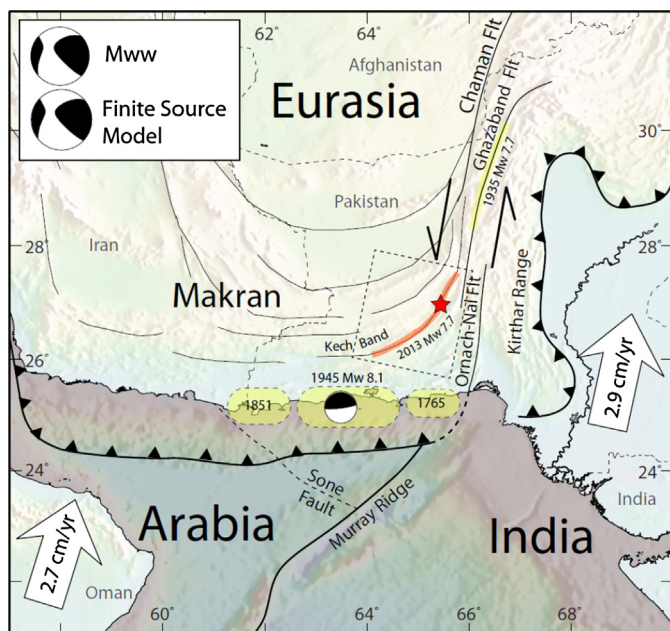 Mww
Finite Source
Model
62°
64°
Afghanistan
Eurasia
Chaman Flt
Ghazaband Flt
1935 Mw 7.7
30°
Pakistan
28°
Iran
Makran
Kirthar Range
Kech Band
2013 Mw 7.7
Ornach-Nal Flt
26°
1945 Mw 8.1
1851
1765
2.9 cm/yr
24°
24°
Sone
Fault
India
Arabia
Murray Ridge
India
2.7 cm/yr
Oman
60°
62°
64°
66°
68°